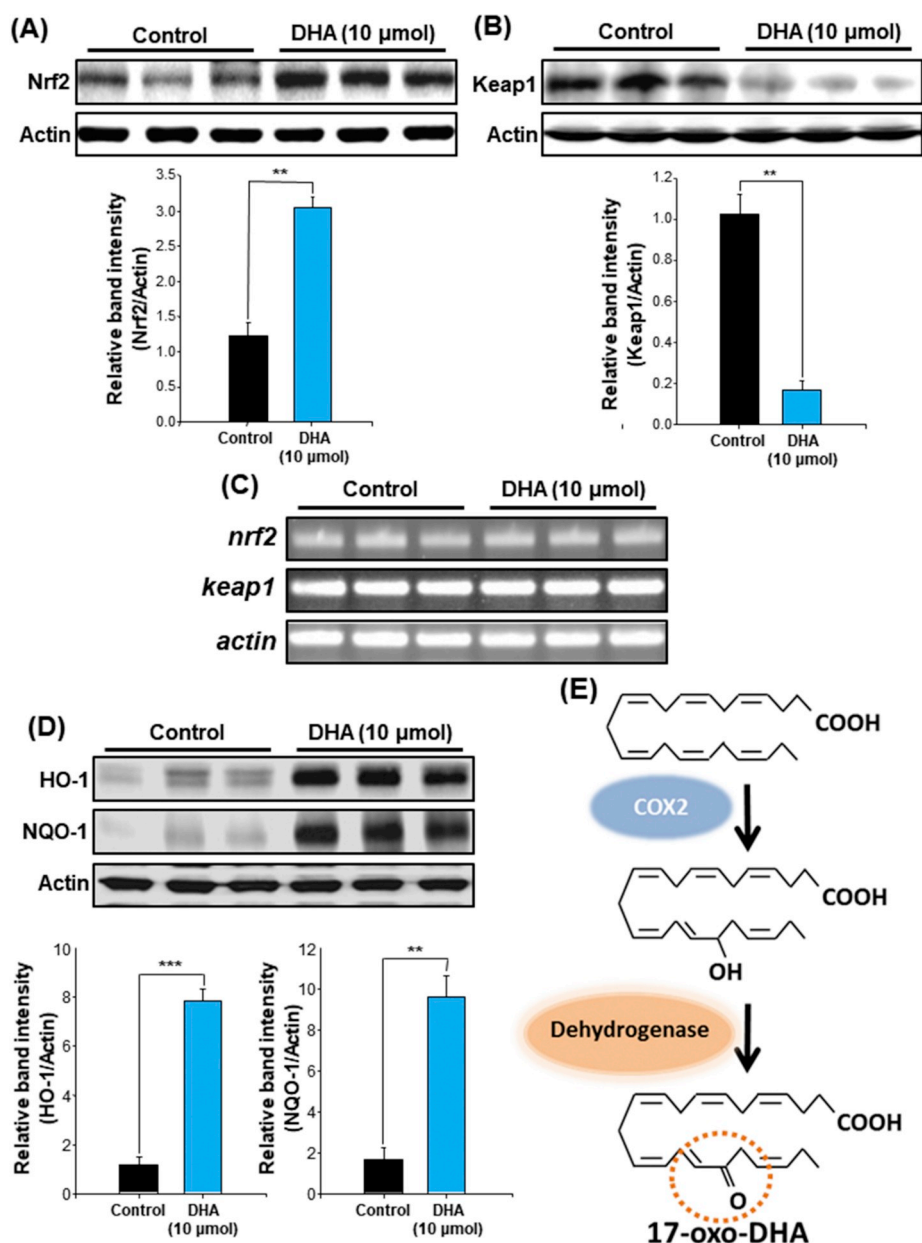 (A)
Control
DHA (10 µmol)
Nrf2
Actin
**
Relative band intensity
(Nrf2/Actin)
3.5
3.0
2.5
2.0
1.5
1.0
0.5
0.0
Control
DHA
(10 µmol)
(B)
Control
DHA (10 µmol)
Keap1
Actin
**
Relative band intensity
(Keap1/Actin)
1.2
1.0
0.8
0.6
0.4
0.2
0.0
Control
DHA
(10 µmol)
(C)
Control
DHA (10 µmol)
nrf2
keap1
actin
(D)
Control
DHA (10 µmol)
HO-1
NQO-1
Actin
***
Relative band intensity
(HO-1/Actin)
10
8
6
4
2
0
Control
DHA
(10 µmol)
**
Relative band intensity
(NQO-1/Actin)
12
10
8
6
4
2
0
Control
DHA
(10 µmol)
(E)
COOH
COX2
COOH
OH
Dehydrogenase
COOH
O
17-oxo-DHA